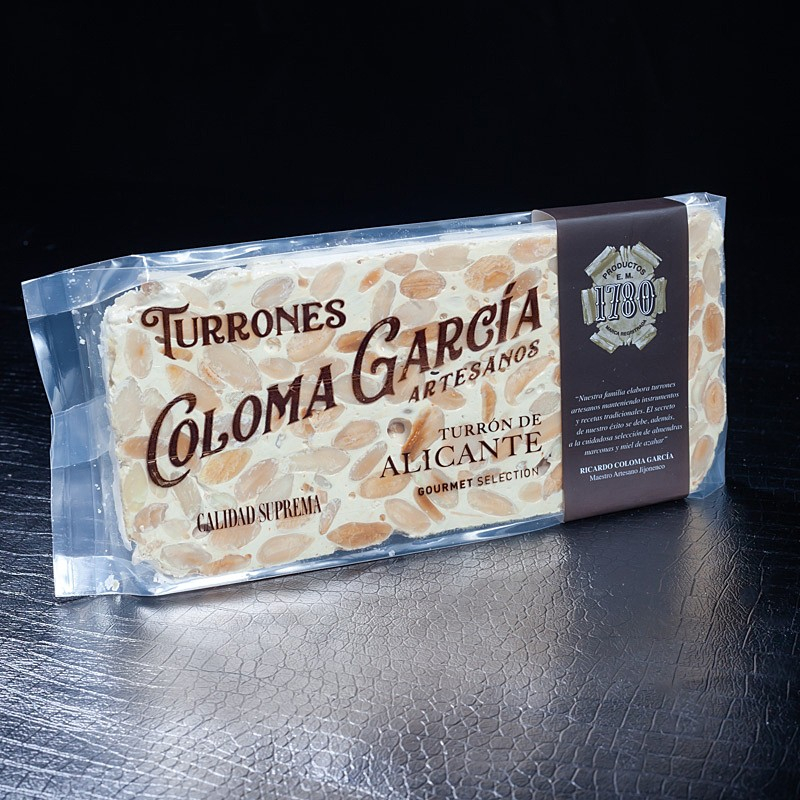 TURRONES
COLOMA GARCÍA
ARTESANOS
TURRÓN DE
ALICANTE
GOURMET SELECTION
CALIDAD SUPREMA
PRODUCTOS
E. M.
1780
MARCA REGISTRADA
"Nuestra familia elabora turrones
artesanos manteniendo instrumentos
y recetas tradicionales. El secreto
de nuestro éxito se debe, además,
a la cuidadosa selección de almendras
marconas y miel de azahar"
RICARDO COLOMA GARCÍA
Maestro Artesano Jijonenco